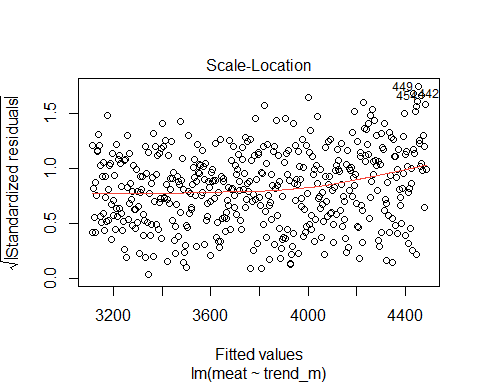 Scale-Location
√|Standardized residuals|
1.5
1.0
0.5
0.0
449
442
3200
3600
4000
4400
Fitted values
lm(meat ~ trend_m)